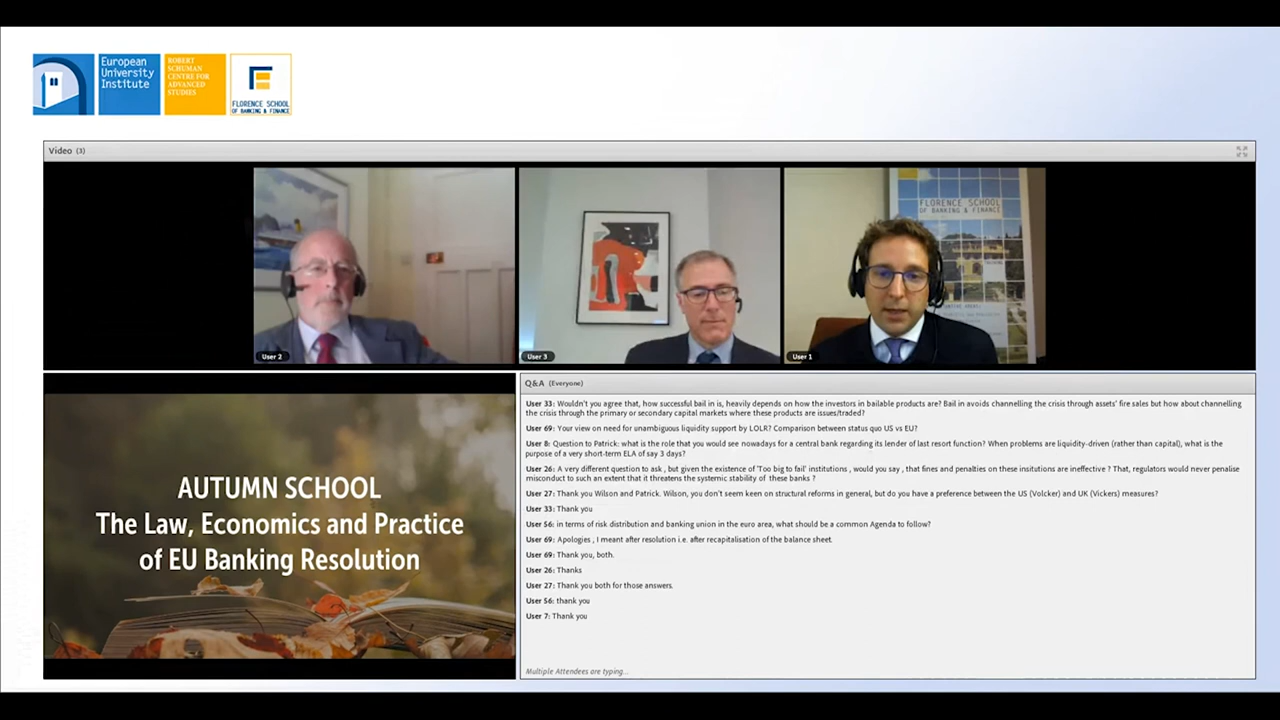 European
University
Institute
ROBERT
SCHUMAN
CENTRE FOR
ADVANCED
STUDIES
FLORENCE SCHOOL
OF BANKING & FINANCE
Video (3)
FLORENCE SCHOOL
OF BANKING & FINANCE
User 2
User 3
User 1
AUTUMN SCHOOL
The Law, Economics and Practice
of EU Banking Resolution
Q&A (Everyone)
User 33: Wouldn't you agree that, how successful bail in is, heavily depends on how the investors in bailable products are? Bail in avoids channelling the crisis through assets' fire sales but how about channelling
the crisis through the primary or secondary capital markets where these products are issues/traded?
User 69: Your view on need for unambiguous liquidity support by LOLR? Comparison between status quo US vs EU?
User 8: Question to Patrick: what is the role that you would see nowadays for a central bank regarding its lender of last resort function? When problems are liquidity-driven (rather than capital), what is the
purpose of a very short-term ELA of say 3 days?
User 26: A very different question to ask , but given the existence of 'Too big to fail' institutions , would you say , that fines and penalties on these insitutions are ineffective ? That, regulators would never penalise
misconduct to such an extent that it threatens the systemic stability of these banks ?
User 27: Thank you Wilson and Patrick. Wilson, you don't seem keen on structural reforms in general, but do you have a preference between the US (Volcker) and UK (Vickers) measures?
User 33: Thank you
User 56: in terms of risk distribution and banking union in the euro area, what should be a common Agenda to follow?
User 69: Apologies , I meant after resolution i.e. after recapitalisation of the balance sheet.
User 69: Thank you, both.
User 26: Thanks
User 27: Thank you both for those answers.
User 56: thank you
User 7: Thank you
Multiple Attendees are typing...